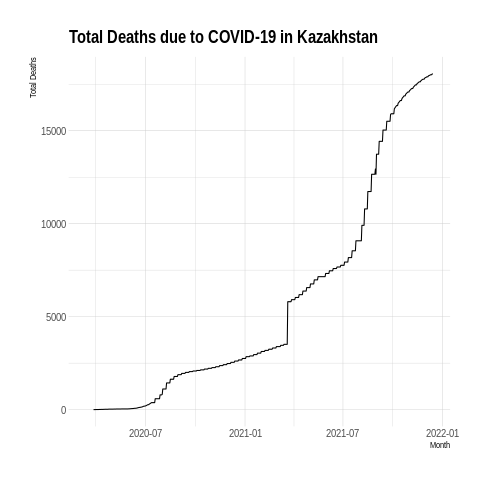 Total Deaths due to COVID-19 in Kazakhstan
Total Deaths
15000
10000
5000
0
2020-07 2021-01 2021-07 2022-01
Month